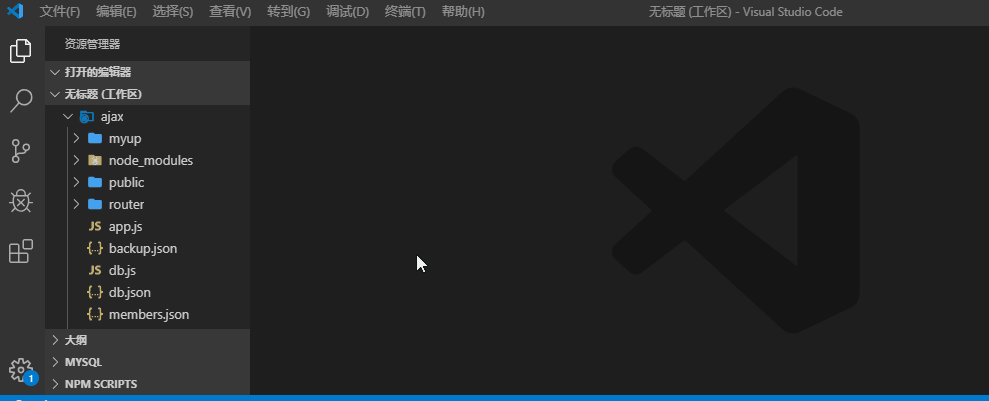 文件(F) 编辑(E) 选择(S) 查看(V) 转到(G) 调试(D) 终端(T) 帮助(H) 无标题 (工作区) - Visual Studio Code
资源管理器
打开的编辑器
无标题 (工作区)
ajax
myup
node_modules
public
router
JS app.js
{..} backup.json
JS db.js
{..} db.json
{..} members.json
大纲
MYSQL
1
NPM SCRIPTS